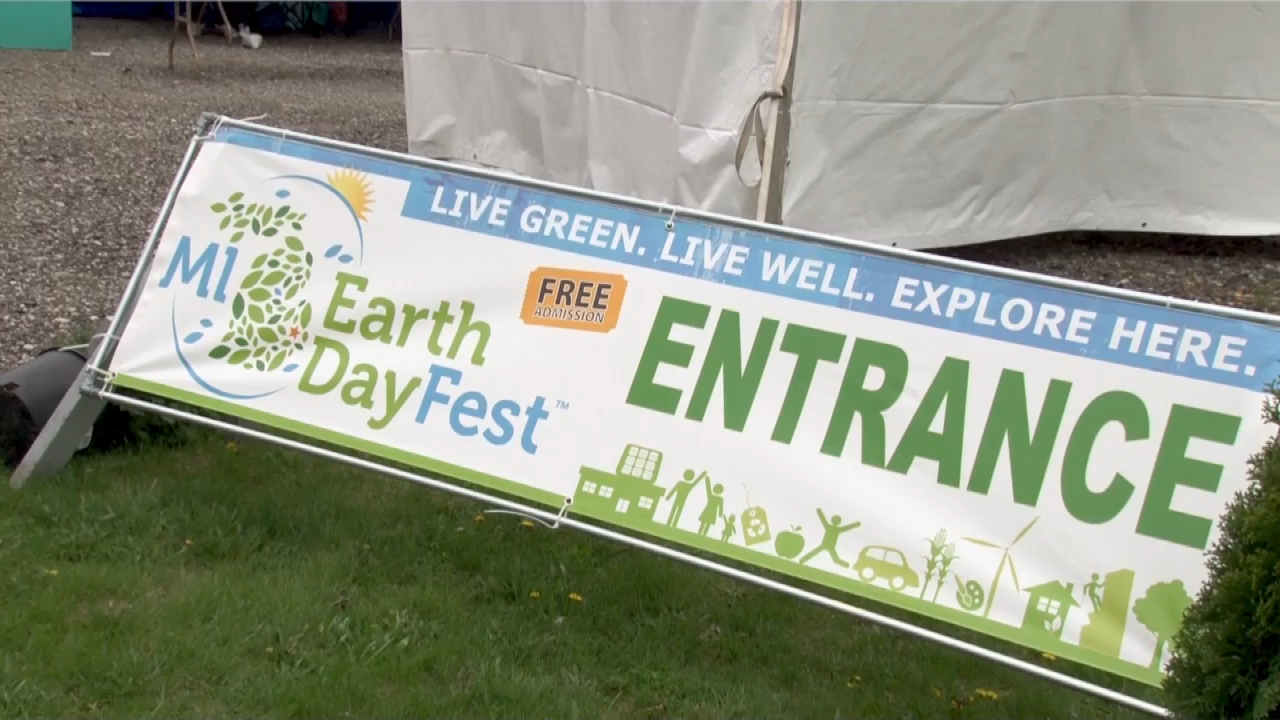 LIVE GREEN. LIVE WELL. EXPLORE HERE.
MI Earth
DayFest™
FREE
ADMISSION
ENTRANCE